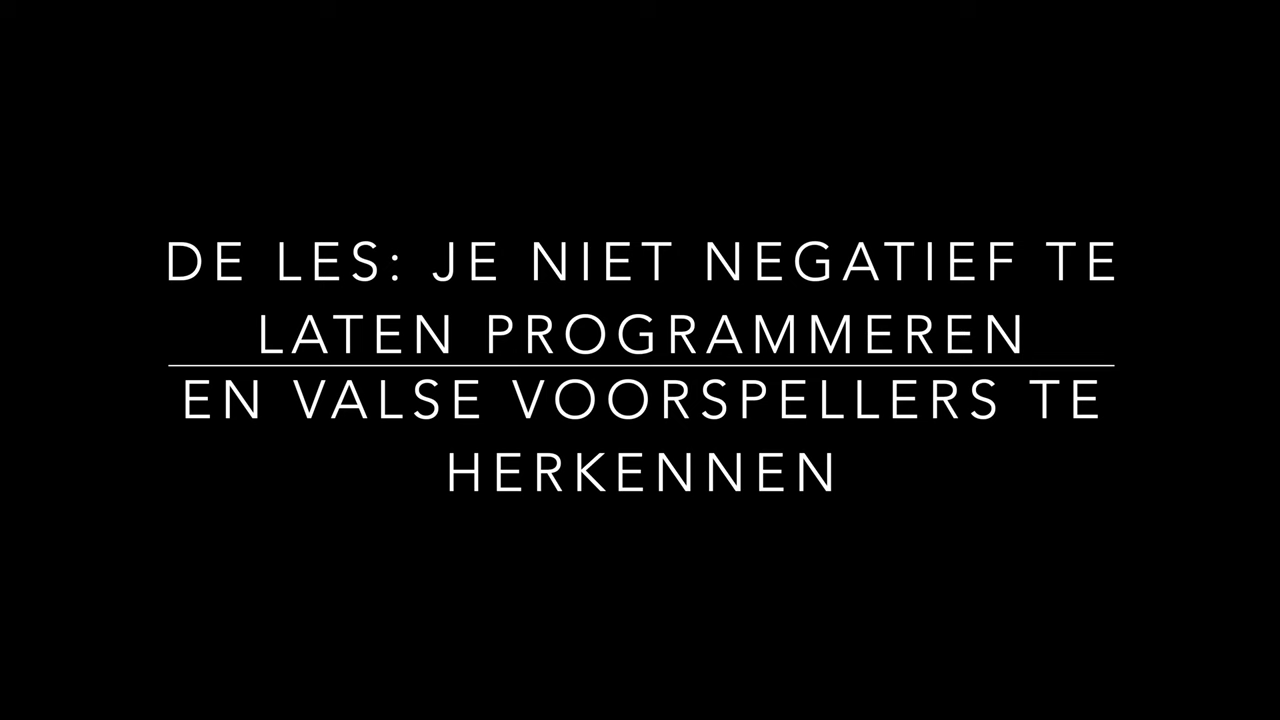 DE LES: JE NIET NEGATIEF TE
LATEN PROGRAMMEREN
EN VALSE VOORSPELLERS TE
HERKENNEN